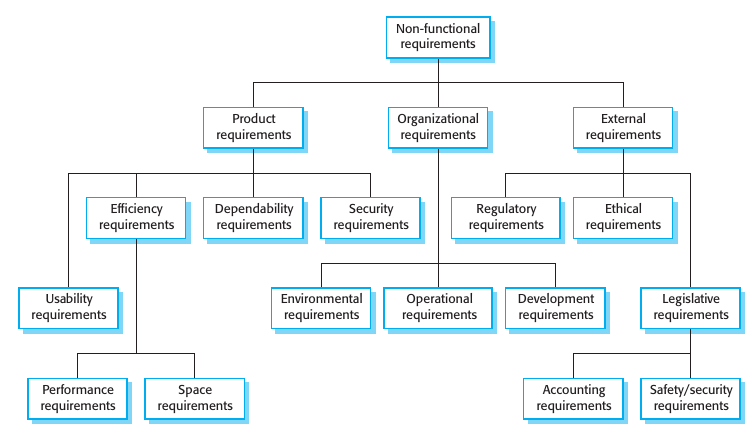 Non-functional
requirements
Product
requirements
Organizational
requirements
External
requirements
Efficiency
requirements
Dependability
requirements
Security
requirements
Regulatory
requirements
Ethical
requirements
Usability
requirements
Environmental
requirements
Operational
requirements
Development
requirements
Legislative
requirements
Performance
requirements
Space
requirements
Accounting
requirements
Safety/security
requirements